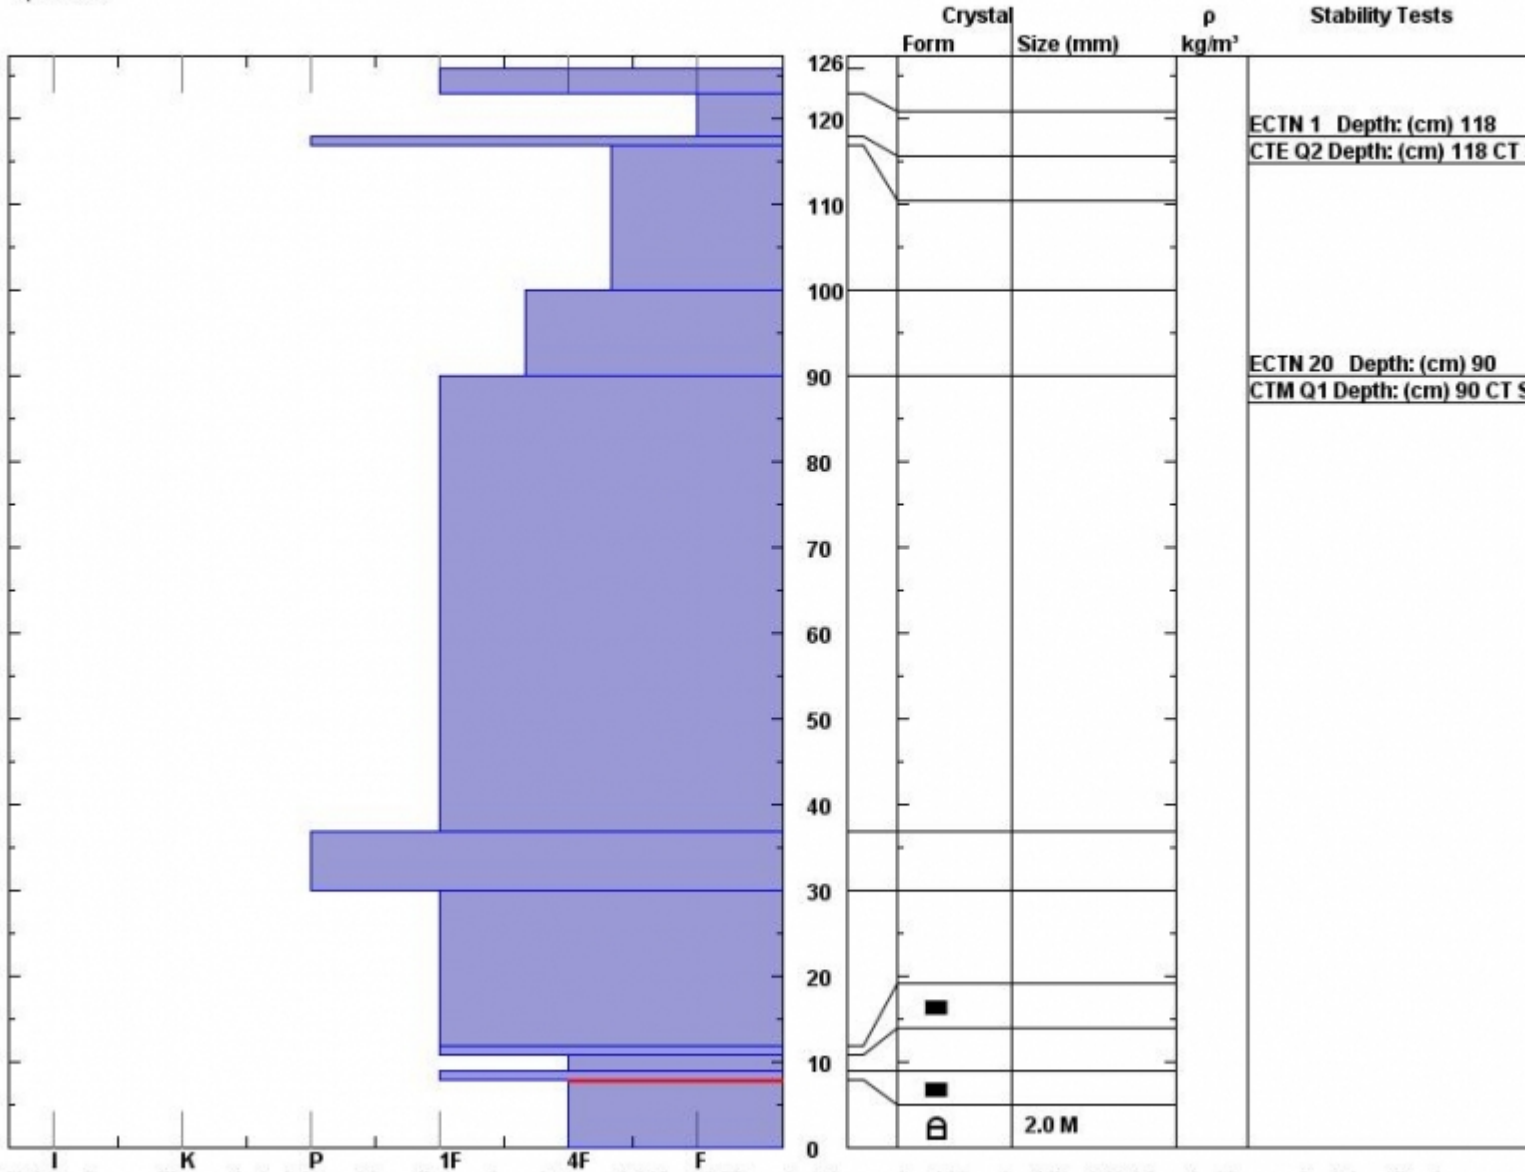 Crystal ρ Stability Tests
Form Size (mm) kg/m³
126
120
ECTN 1 Depth: (cm) 118
CTE Q2 Depth: (cm) 118 CT
110
100
ECTN 20 Depth: (cm) 90
90
CTM Q1 Depth: (cm) 90 CT S
80
70
60
50
40
30
20
10
2.0 M
0
I K P 1F 4F F